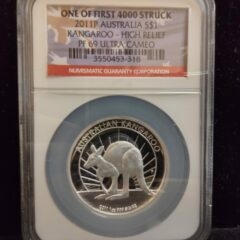 ONE OF FIRST 4000 STRUCK
2011P AUSTRALIA S$1
KANGAROO - HIGH RELIEF
PF 69 ULTRA CAMEO
3550453-316
NUMISMATIC GUARANTY CORPORATION
AUSTRALIAN KANGAROO